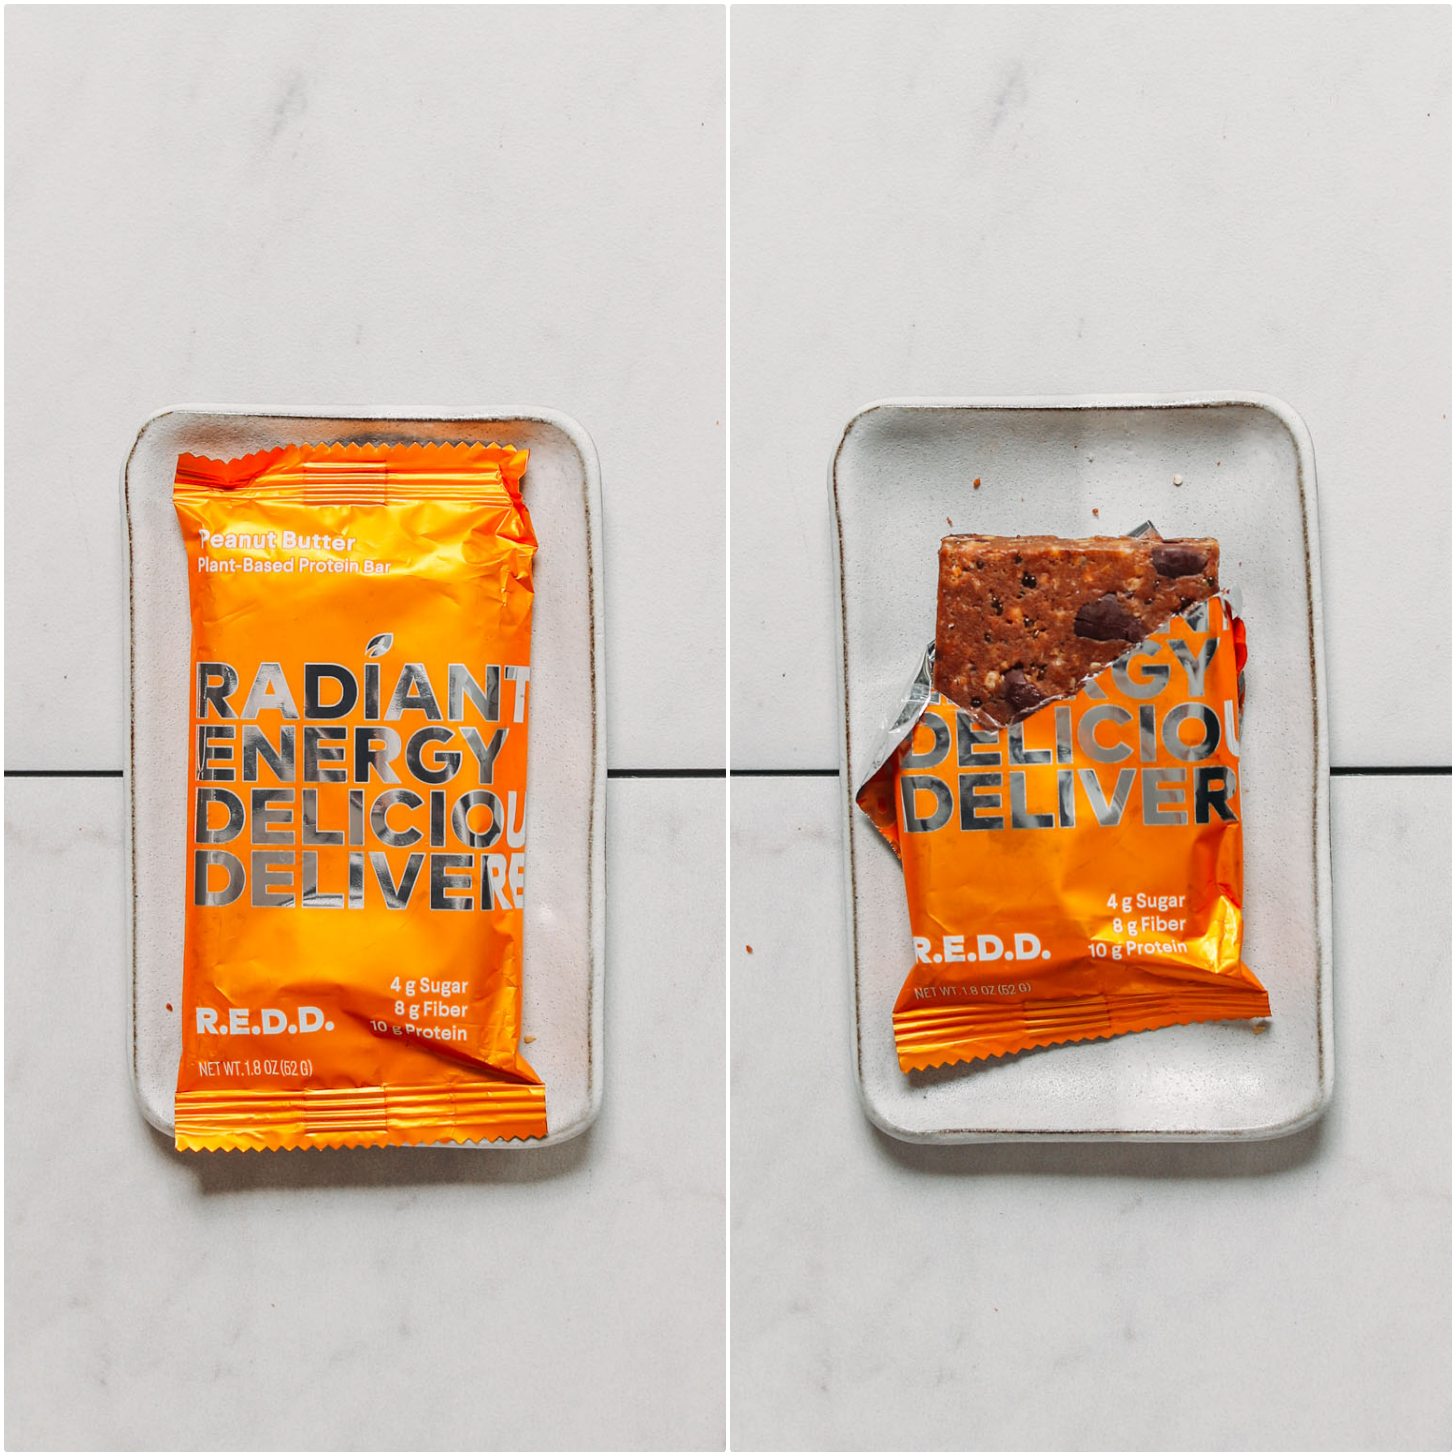 Peanut Butter
Plant-Based Protein Bar
RADIANT
ENERGY
DELICIOU
DELIVERE
4 g Sugar
8 g Fiber
10 g Protein
R.E.D.D.
NET WT. 1.8 OZ (52 G)
RGY
DELICIOU
DELIVER
4 g Sugar
8 g Fiber
10 g Protein
R.E.D.D.
NET WT. 1.8 OZ (52 G)